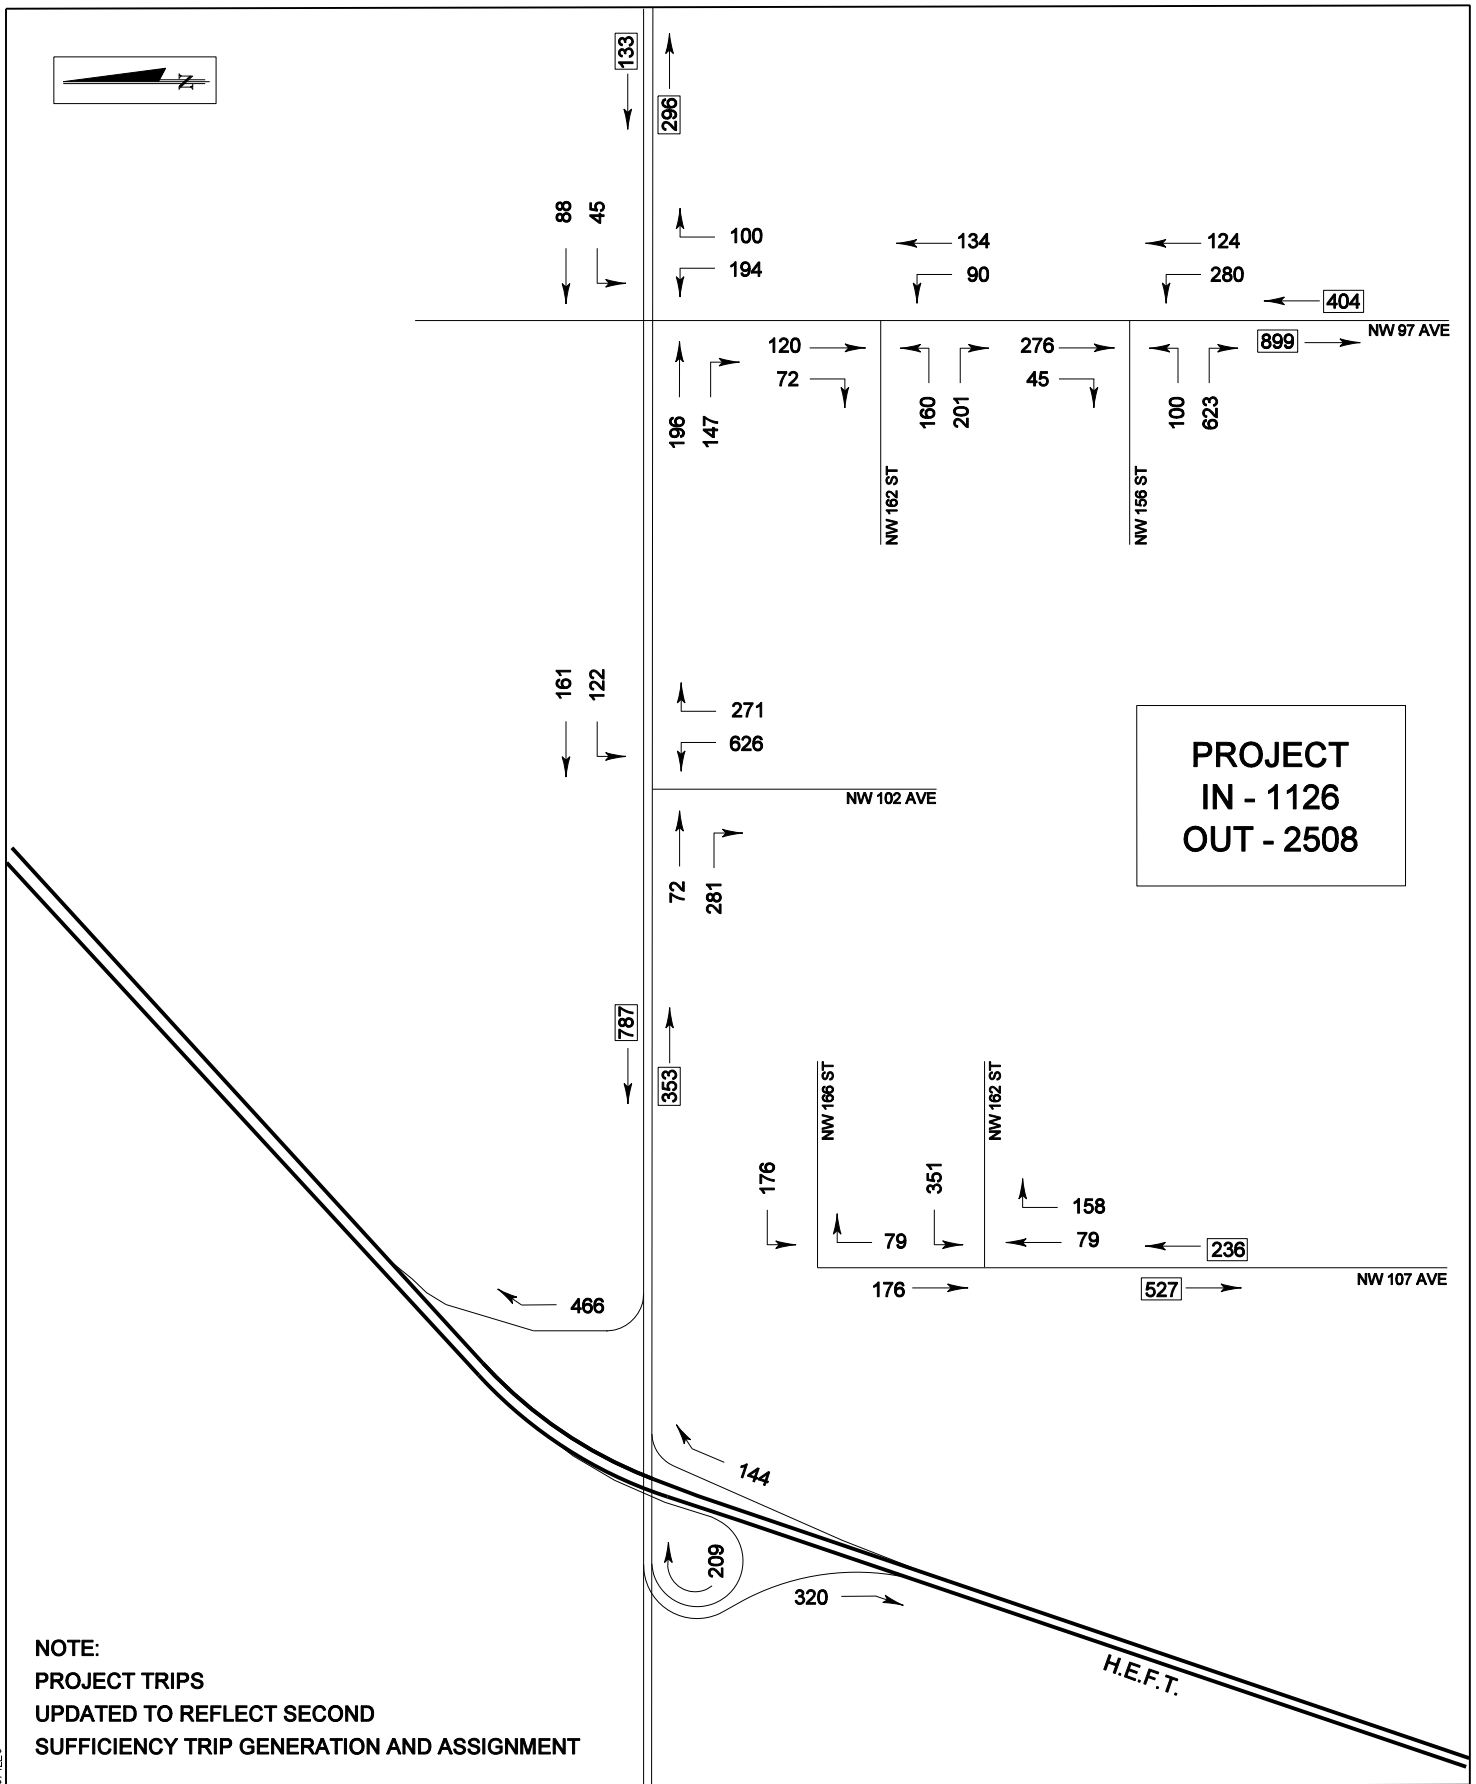 N
133
296
88
45
100
194
134
90
124
280
404
NW 97 AVE
899
120
72
276
45
196
147
160
201
100
623
NW 162 ST
NW 156 ST
161
122
271
626
NW 102 AVE
72
281
PROJECT
IN - 1126
OUT - 2508
787
353
NW 166 ST
NW 162 ST
176
351
158
79
79
236
NW 107 AVE
176
527
466
144
209
320
H.E.F.T.
NOTE:
PROJECT TRIPS
UPDATED TO REFLECT SECOND
SUFFICIENCY TRIP GENERATION AND ASSIGNMENT